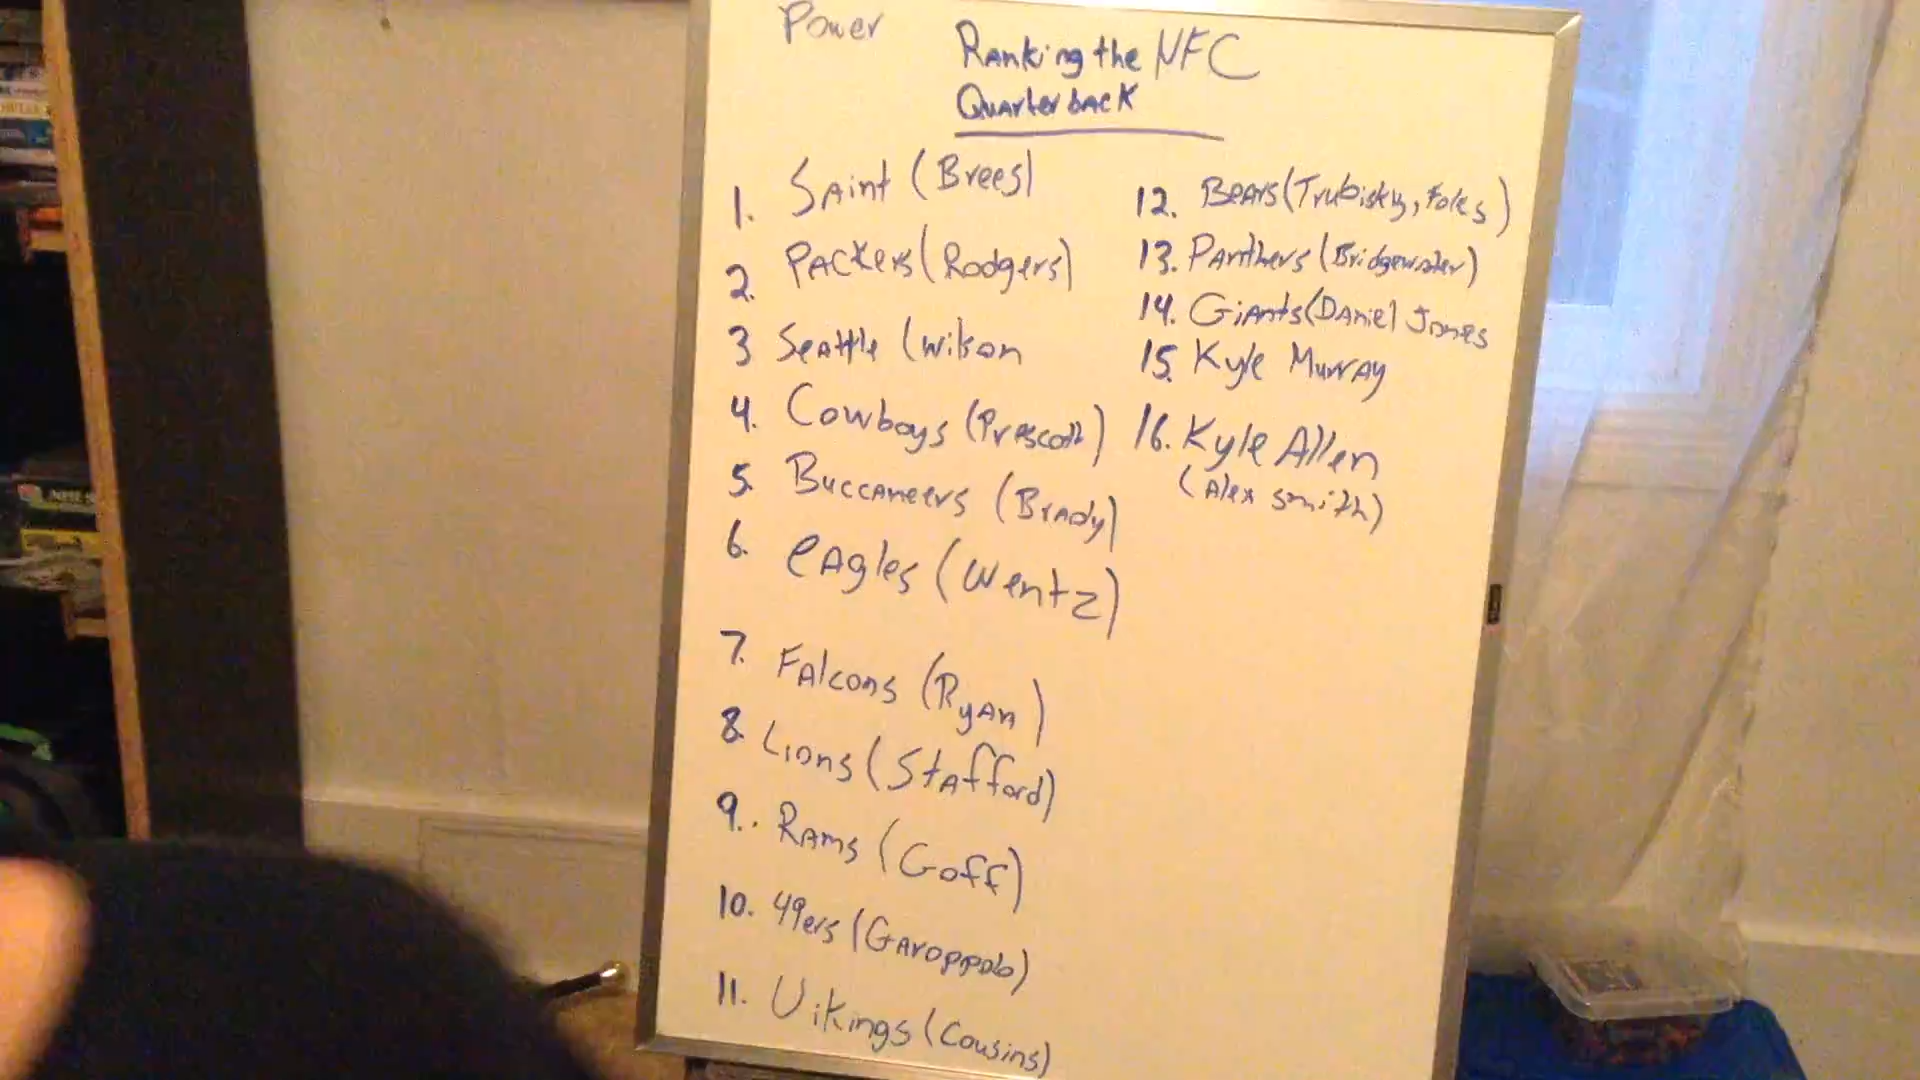 Power
Ranking the NFC
Quarterback
1. Saint (Brees)
2. Packers (Rodgers)
3 Seattle (Wilson
4. Cowboys (Prescott)
5. Buccaneers (Brady)
6. Eagles (Wentz)
7. Falcons (Ryan)
8. Lions (Stafford)
9.. Rams (Goff)
10. 49ers (Garoppolo)
11. Vikings (Cousins)
12. Bears (Trubisky, Foles)
13. Panthers (Bridgewater)
14. Giants (Daniel Jones
15. Kyle Murray
16. Kyle Allen
(Alex Smith)